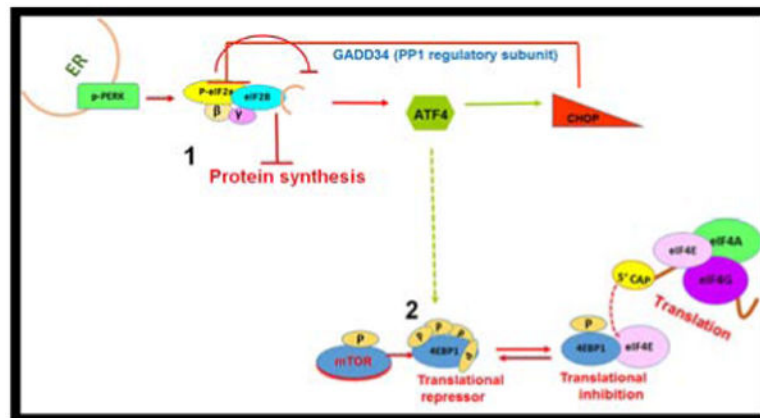 GADD34 (PP1 regulatory subunit)
ER
p-PERK
P-eIF2α
eIF2B
β
γ
ATF4
CHOP
1
Protein synthesis
eIF4E
eIF4A
5' CAP
eIF4G
Translation
2
P
mTOR
P
P
P
P
4EBP1
P
4EBP1
eIF4E
Translational
repressor
Translational
inhibition